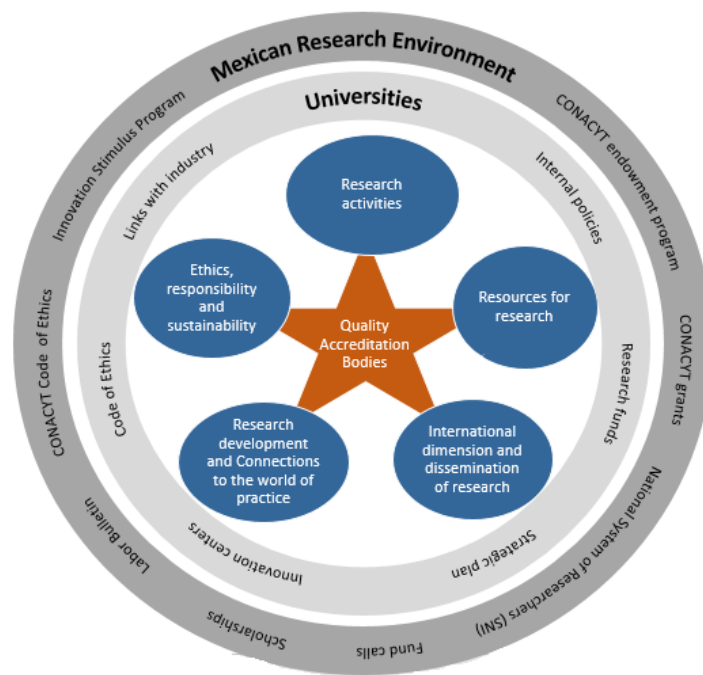 Mexican Research Environment
CONACYT endowment program
CONACYT grants
National System of Researchers (SNI)
Fund calls
Scholarships
Labor Bulletin
CONACYT Code of Ethics
Innovation Stimulus Program
Universities
Internal policies
Research funds
Strategic plan
Innovation centers
Code of Ethics
Links with industry
Research
activities
Resources for
research
International
dimension and
dissemination
of research
Research
development
and Connections
to the world of
practice
Ethics,
responsibility
and
sustainability
Quality
Accreditation
Bodies